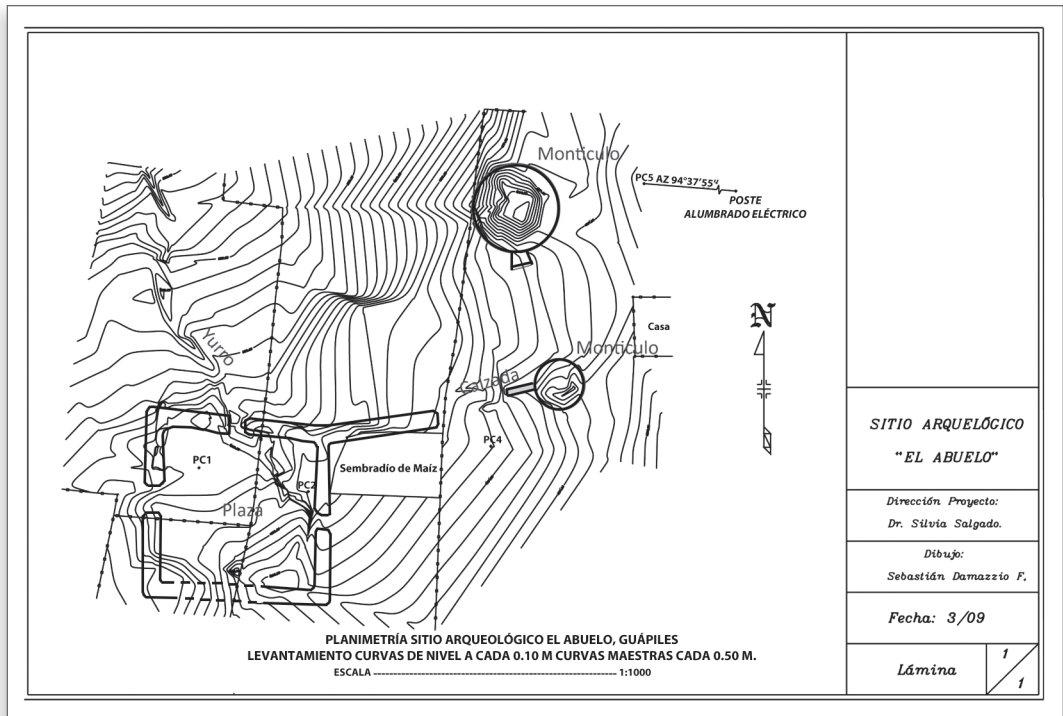 Montículo
PC5 AZ 94°37'55"
POSTE
ALUMBRADO ELÉCTRICO
N
Casa
Montículo
Yurro
Calzada
PC4
PC1
Sembradío de Maíz
PC2
Plaza
PLANIMETRÍA SITIO ARQUEOLÓGICO EL ABUELO, GUÁPILES
LEVANTAMIENTO CURVAS DE NIVEL A CADA 0.10 M CURVAS MAESTRAS CADA 0.50 M.
ESCALA ---------------------------------------------------------------- 1:1000
SITIO ARQUELÓGICO
"EL ABUELO"
Dirección Proyecto:
Dr. Silvia Salgado.
Dibujo:
Sebastián Damazzio F,
Fecha: 3/09
Lámina
1
1